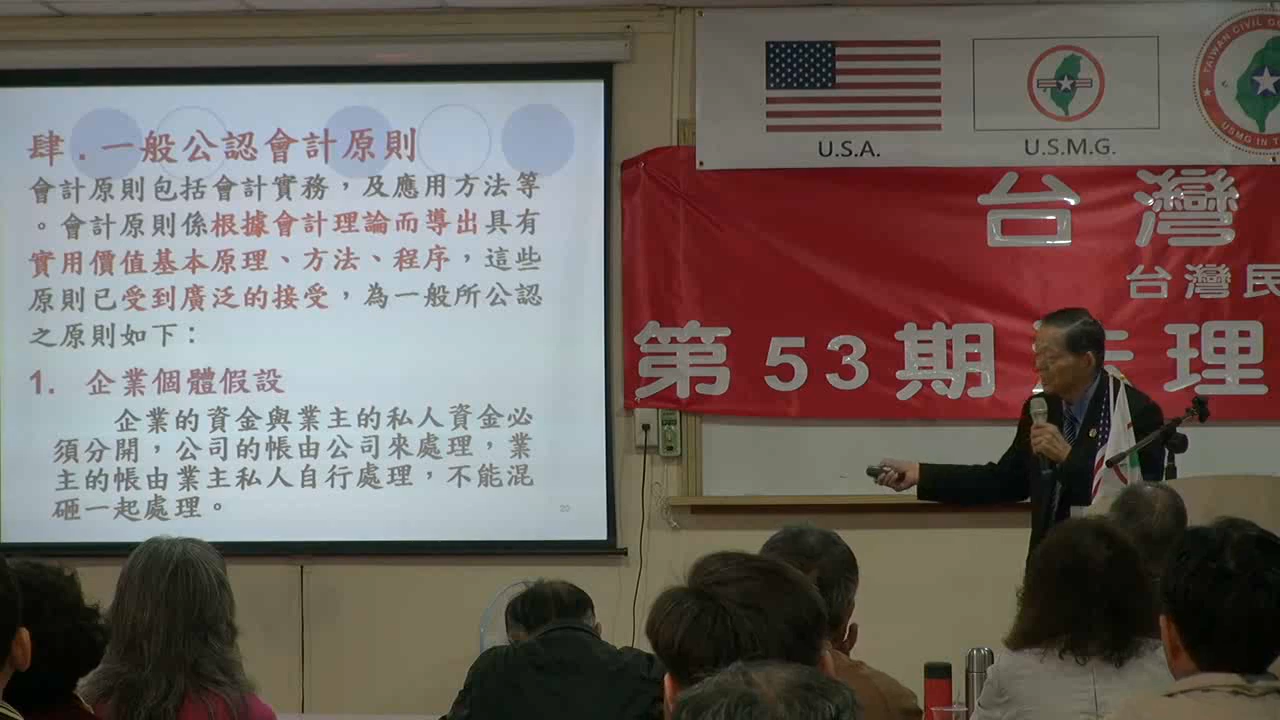 肆．一般公認會計原則
會計原則包括會計實務，及應用方法等
。會計原則係根據會計理論而導出具有
實用價值基本原理、方法、程序，這些
原則已受到廣泛的接受，為一般所公認
之原則如下：
1. 企業個體假設
企業的資金與業主的私人資金必
須分開，公司的帳由公司來處理，業
主的帳由業主私人自行處理，不能混
砸一起處理。
20
U.S.A.
U.S.M.G.
TAIWAN CIVIL
USMG IN T
台灣
台灣民
第53期 理